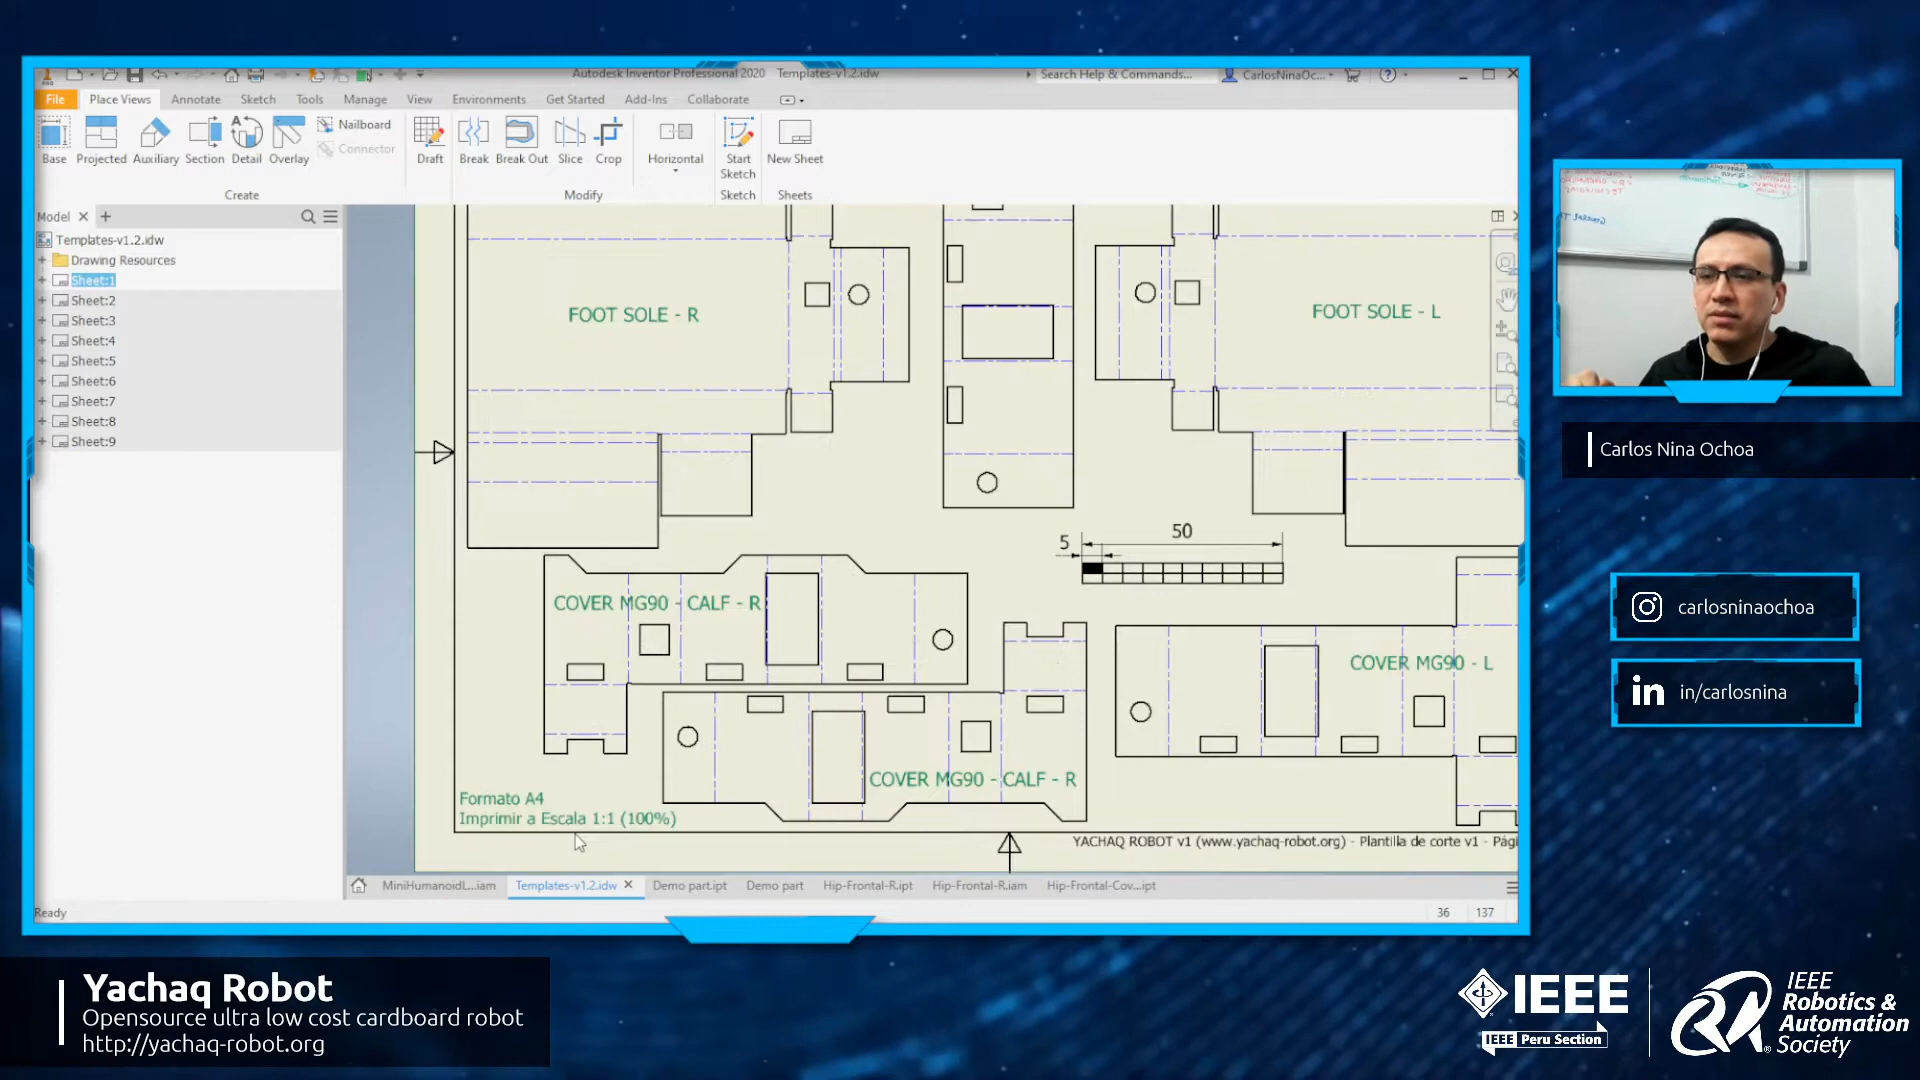 Autodesk Inventor Professional 2020 Templates-v1.2.idw
Search Help & Commands...
CarlosNinaOc...
File
Place Views
Annotate
Sketch
Tools
Manage
View
Environments
Get Started
Add-Ins
Collaborate
Base
Projected
Auxiliary
Section
Detail
Overlay
Nailboard
Connector
Draft
Break
Break Out
Slice
Crop
Horizontal
Start
Sketch
New Sheet
Create
Modify
Sketch
Sheets
Model
Templates-v1.2.idw
Drawing Resources
Sheet:1
Sheet:2
Sheet:3
Sheet:4
Sheet:5
Sheet:6
Sheet:7
Sheet:8
Sheet:9
FOOT SOLE - R
FOOT SOLE - L
5
50
COVER MG90 - CALF - R
COVER MG90 - L
COVER MG90 - CALF - R
Formato A4
Imprimir a Escala 1:1 (100%)
YACHAQ ROBOT v1 (www.yachaq-robot.org) - Plantilla de corte v1 - Pági
MiniHumanoidL....iam
Templates-v1.2.idw
Demo part.ipt
Demo part
Hip-Frontal-R.ipt
Hip-Frontal-R.iam
Hip-Frontal-Cov....ipt
Ready
36
137
Carlos Nina Ochoa
carlosninaochoa
in/carlosnina
Yachaq Robot
Opensource ultra low cost cardboard robot
http://yachaq-robot.org
IEEE
IEEE Peru Section
IEEE
Robotics &
Automation
Society